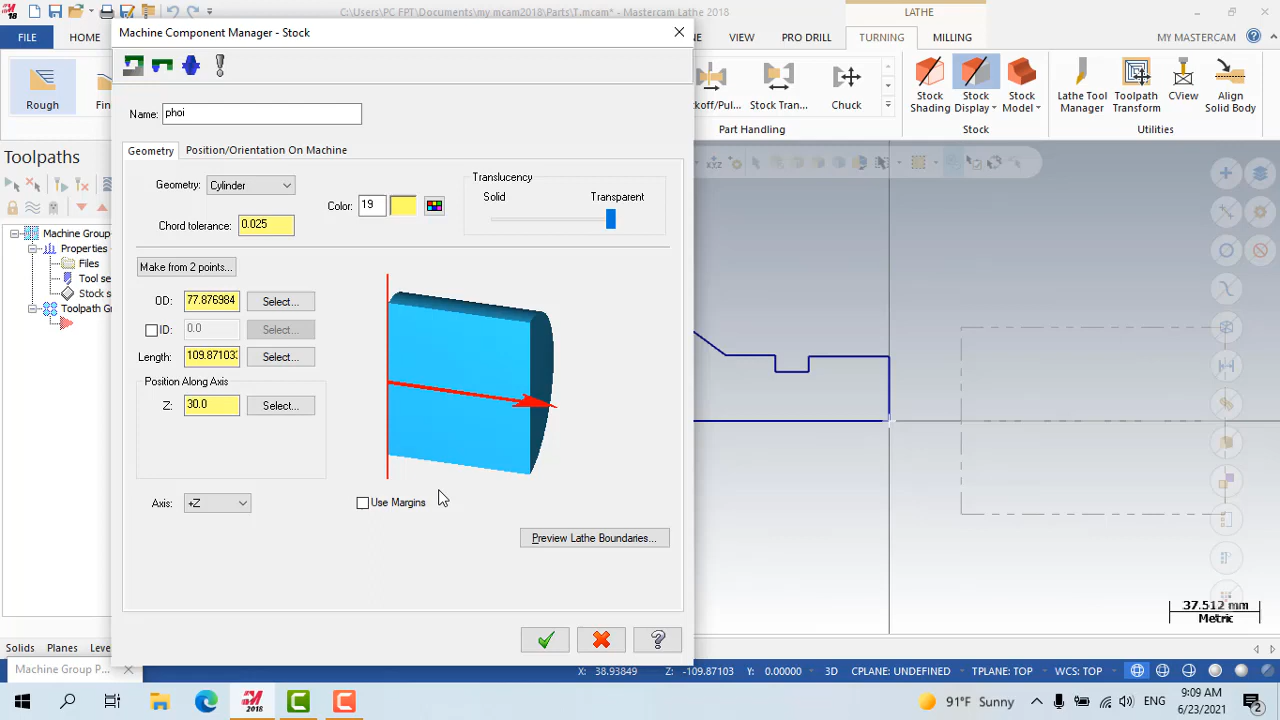 C:\Users\PC FPT\Documents\my mcam2018\Parts\T.mcam* - Mastercam Lathe 2018
LATHE
Machine Component Manager - Stock
FILE
HOME
VIEW
PRO DRILL
TURNING
MILLING
MY MASTERCAM
Rough
koff/Pul...
Stock Tran...
Chuck
Part Handling
Stock Shading
Stock Display
Stock Model
Stock
Lathe Tool Manager
Toolpath Transform
CView
Align Solid Body
Utilities
Name: phoi
Geometry
Position/Orientation On Machine
Geometry: Cylinder
Color: 19
Translucency
Solid
Transparent
Chord tolerance: 0.025
Make from 2 points...
OD: 77.876984 Select...
ID: 0.0 Select...
Length: 109.87103 Select...
Position Along Axis
Z: 30.0 Select...
Axis: +Z
Use Margins
Preview Lathe Boundaries...
Toolpaths
Machine Group
Properties
Files
Tool se
Stock s
Toolpath Gr
Solids
Planes
Level
Machine Group P...
37.512 mm
Metric
X: 38.93849 Z: -109.87103 Y: 0.00000 3D CPLANE: UNDEFINED TPLANE: TOP WCS: TOP
91°F Sunny
ENG
9:09 AM
6/23/2021
2018
2